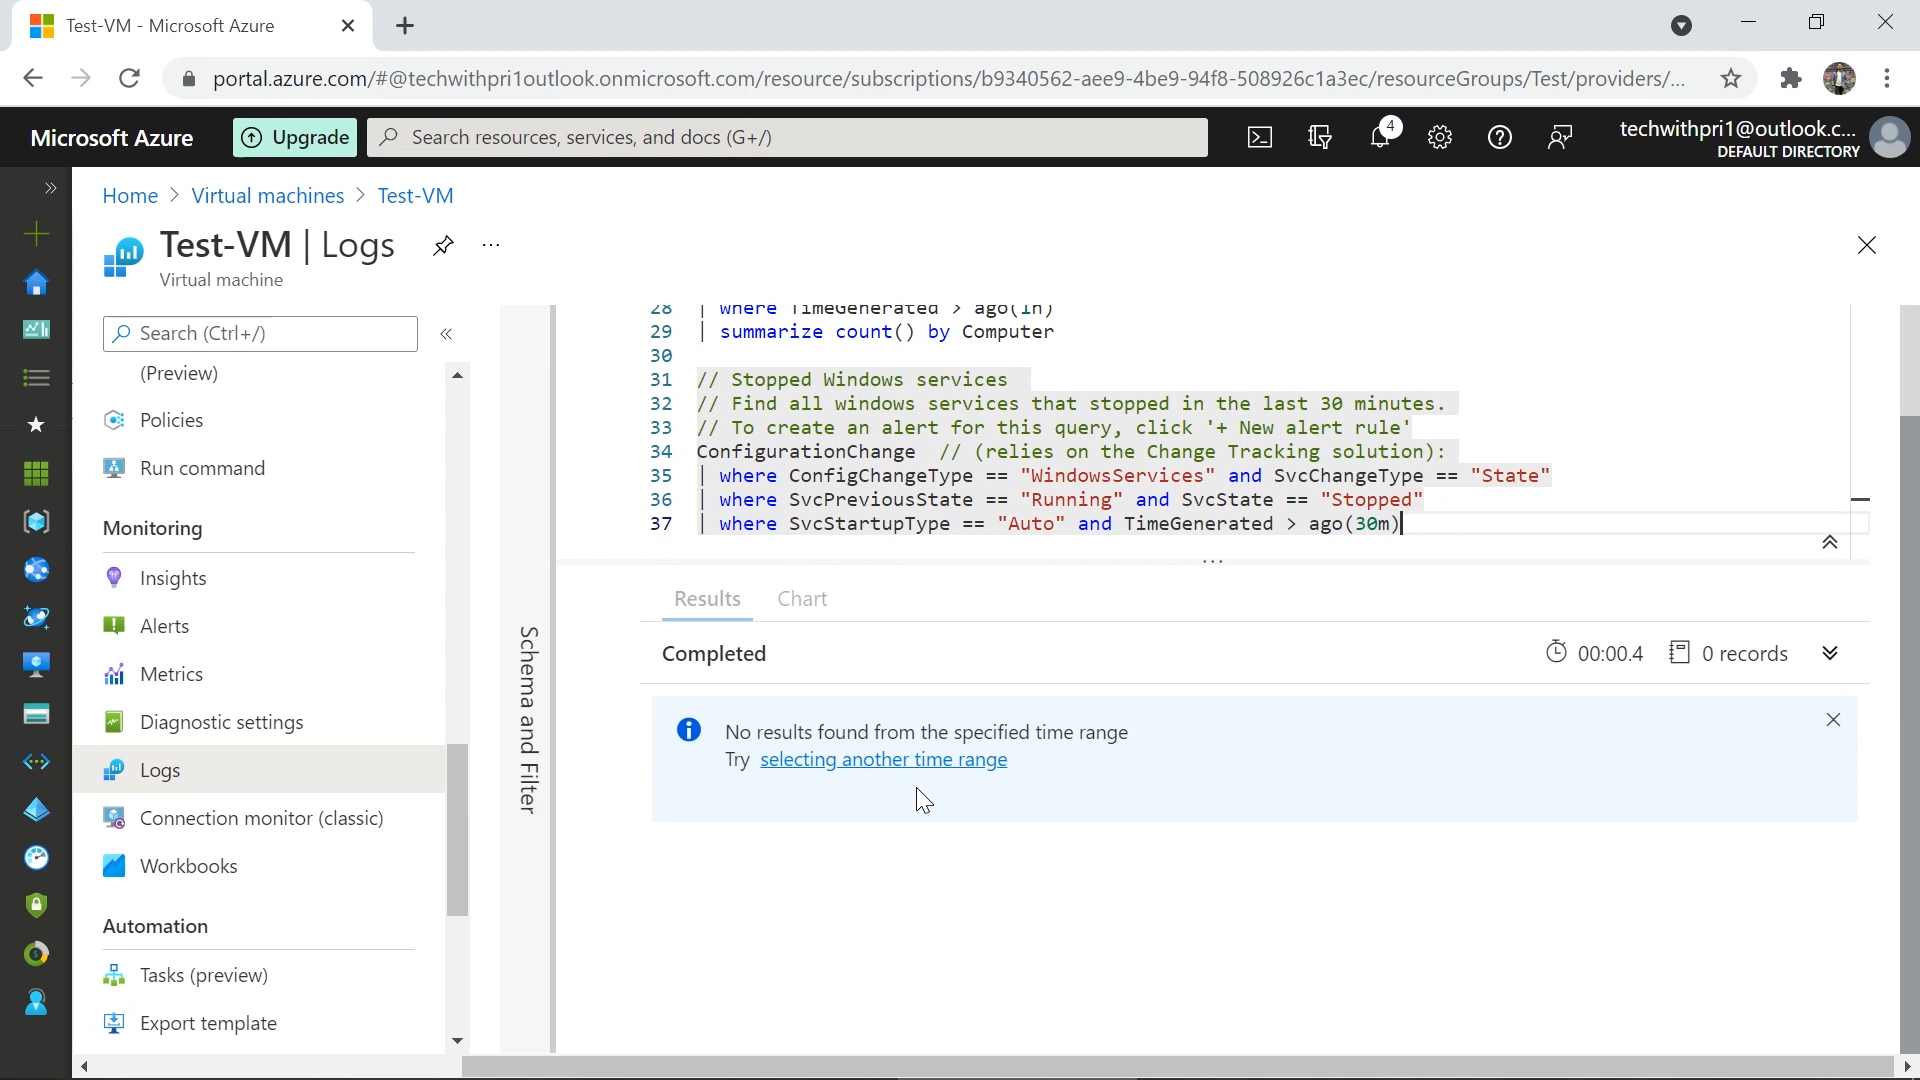 Test-VM - Microsoft Azure
portal.azure.com/#@techwithpri1outlook.onmicrosoft.com/resource/subscriptions/b9340562-aee9-4be9-94f8-508926c1a3ec/resourceGroups/Test/providers/...
Microsoft Azure
Upgrade
Search resources, services, and docs (G+/)
4
techwithpri1@outlook.c...
DEFAULT DIRECTORY
Home > Virtual machines > Test-VM
Test-VM | Logs
Virtual machine
Search (Ctrl+/)
(Preview)
Policies
Run command
Monitoring
Insights
Alerts
Metrics
Diagnostic settings
Logs
Connection monitor (classic)
Workbooks
Automation
Tasks (preview)
Export template
Schema and Filter
28 | where TimeGenerated > ago(1h)
29 | summarize count() by Computer
30
31 // Stopped Windows services
32 // Find all windows services that stopped in the last 30 minutes.
33 // To create an alert for this query, click '+ New alert rule'
34 ConfigurationChange // (relies on the Change Tracking solution):
35 | where ConfigChangeType == "WindowsServices" and SvcChangeType == "State"
36 | where SvcPreviousState == "Running" and SvcState == "Stopped"
37 | where SvcStartupType == "Auto" and TimeGenerated > ago(30m)
Results
Chart
Completed
00:00.4
0 records
No results found from the specified time range
Try selecting another time range